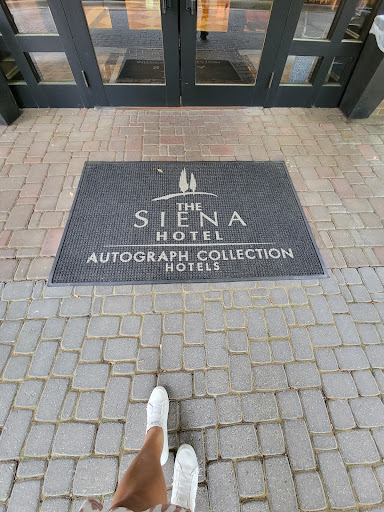 THE
SIENA
HOTEL
AUTOGRAPH COLLECTION
HOTELS